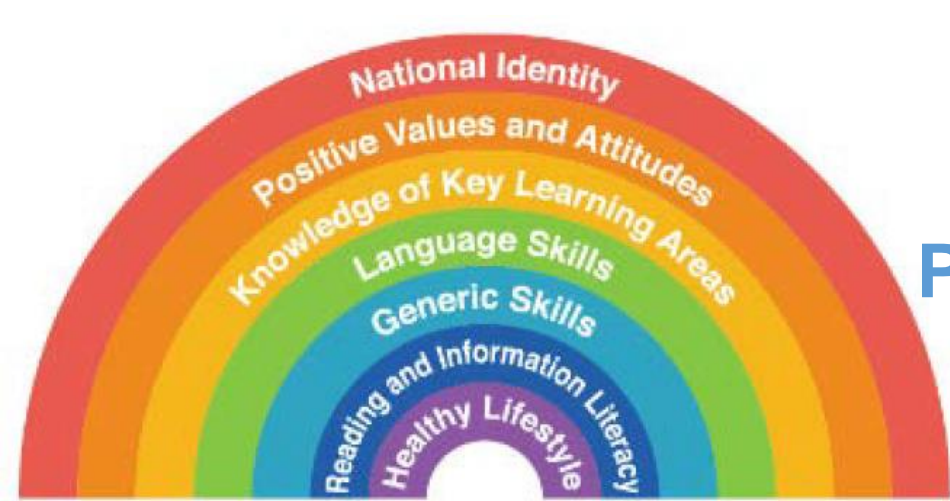 National Identity
Positive Values and Attitudes
Knowledge of Key Learning Areas
Language Skills
P
Generic Skills
Reading and Information Literacy
Healthy Lifestyle